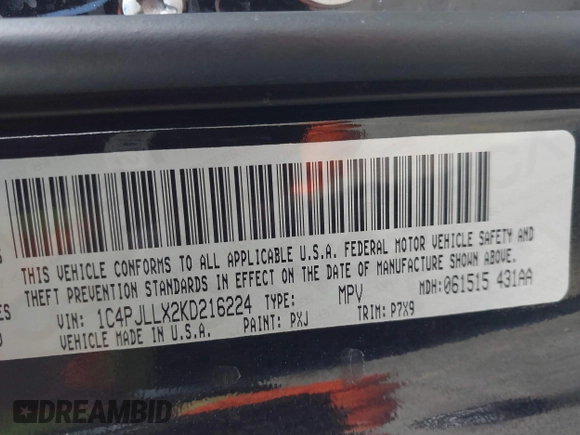 THIS VEHICLE CONFORMS TO ALL APPLICABLE U.S.A. FEDERAL MOTOR VEHICLE SAFETY AND
THEFT PREVENTION STANDARDS IN EFFECT ON THE DATE OF MANUFACTURE SHOWN ABOVE.
VIN: 1C4PJLLX2KD216224 TYPE: MPV MDH: 061515 431AA
VEHICLE MADE IN U.S.A. PAINT: PXJ TRIM: P7X9
DREAMBID